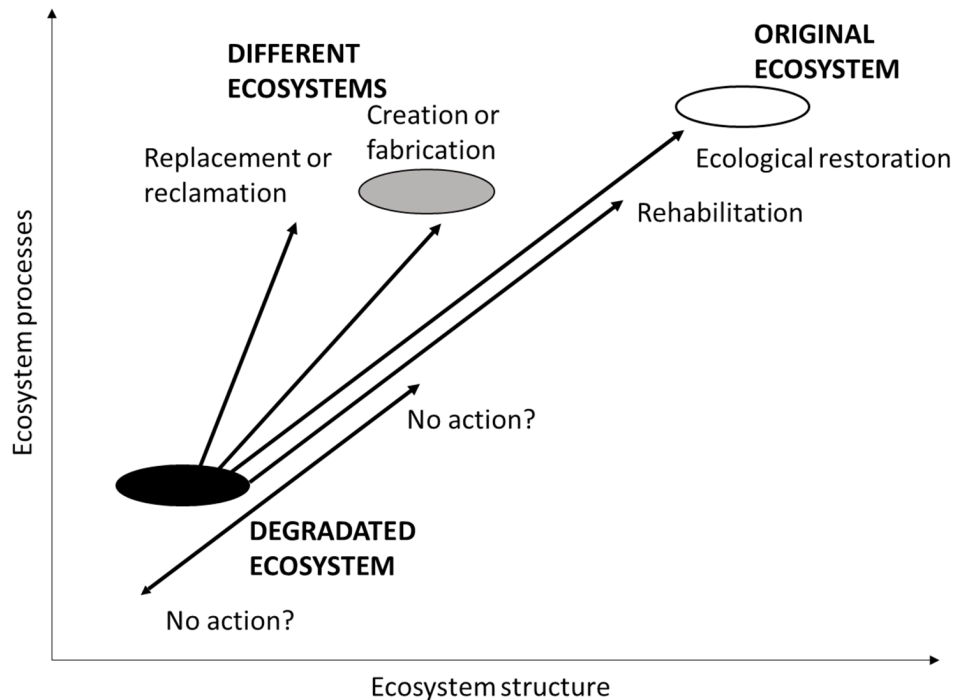 DIFFERENT
ECOSYSTEMS
ORIGINAL
ECOSYSTEM
Creation or
fabrication
Replacement or
reclamation
Ecological restoration
Rehabilitation
No action?
DEGRADATED
ECOSYSTEM
No action?
Ecosystem processes
Ecosystem structure